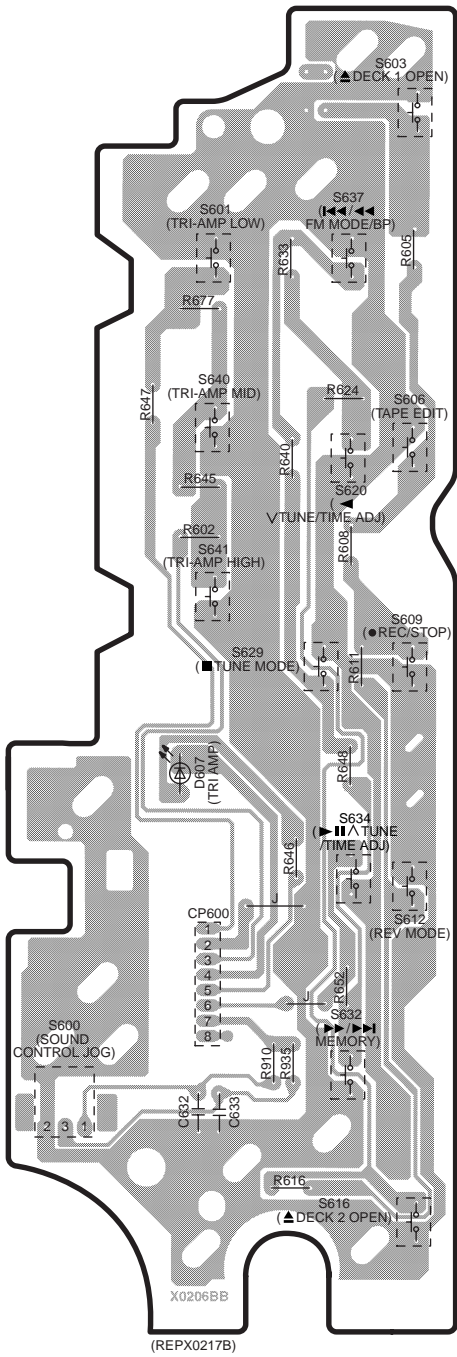 S603
(⏏DECK 1 OPEN)
S601
(TRI-AMP LOW)
S637
(⏮/◀◀
FM MODE/BP)
R605
R633
R677
R647
S640
(TRI-AMP MID)
R624
S606
(TAPE EDIT)
R640
R645
S620
(◀
∨TUNE/TIME ADJ)
R602
R608
S641
(TRI-AMP HIGH)
S609
(●REC/STOP)
S629
(■TUNE MODE)
R611
D607
(TRI AMP)
R648
S634
(▶❚❚∧TUNE
/TIME ADJ)
R646
J
CP600
1
2
3
4
5
6
7
8
S612
(REV MODE)
R652
J
S632
(▶▶/▶▶|
MEMORY)
S600
(SOUND
CONTROL JOG)
R910
R935
2 3 1
C632
C633
R616
S616
(⏏DECK 2 OPEN)
X0206BB
(REPX0217B)